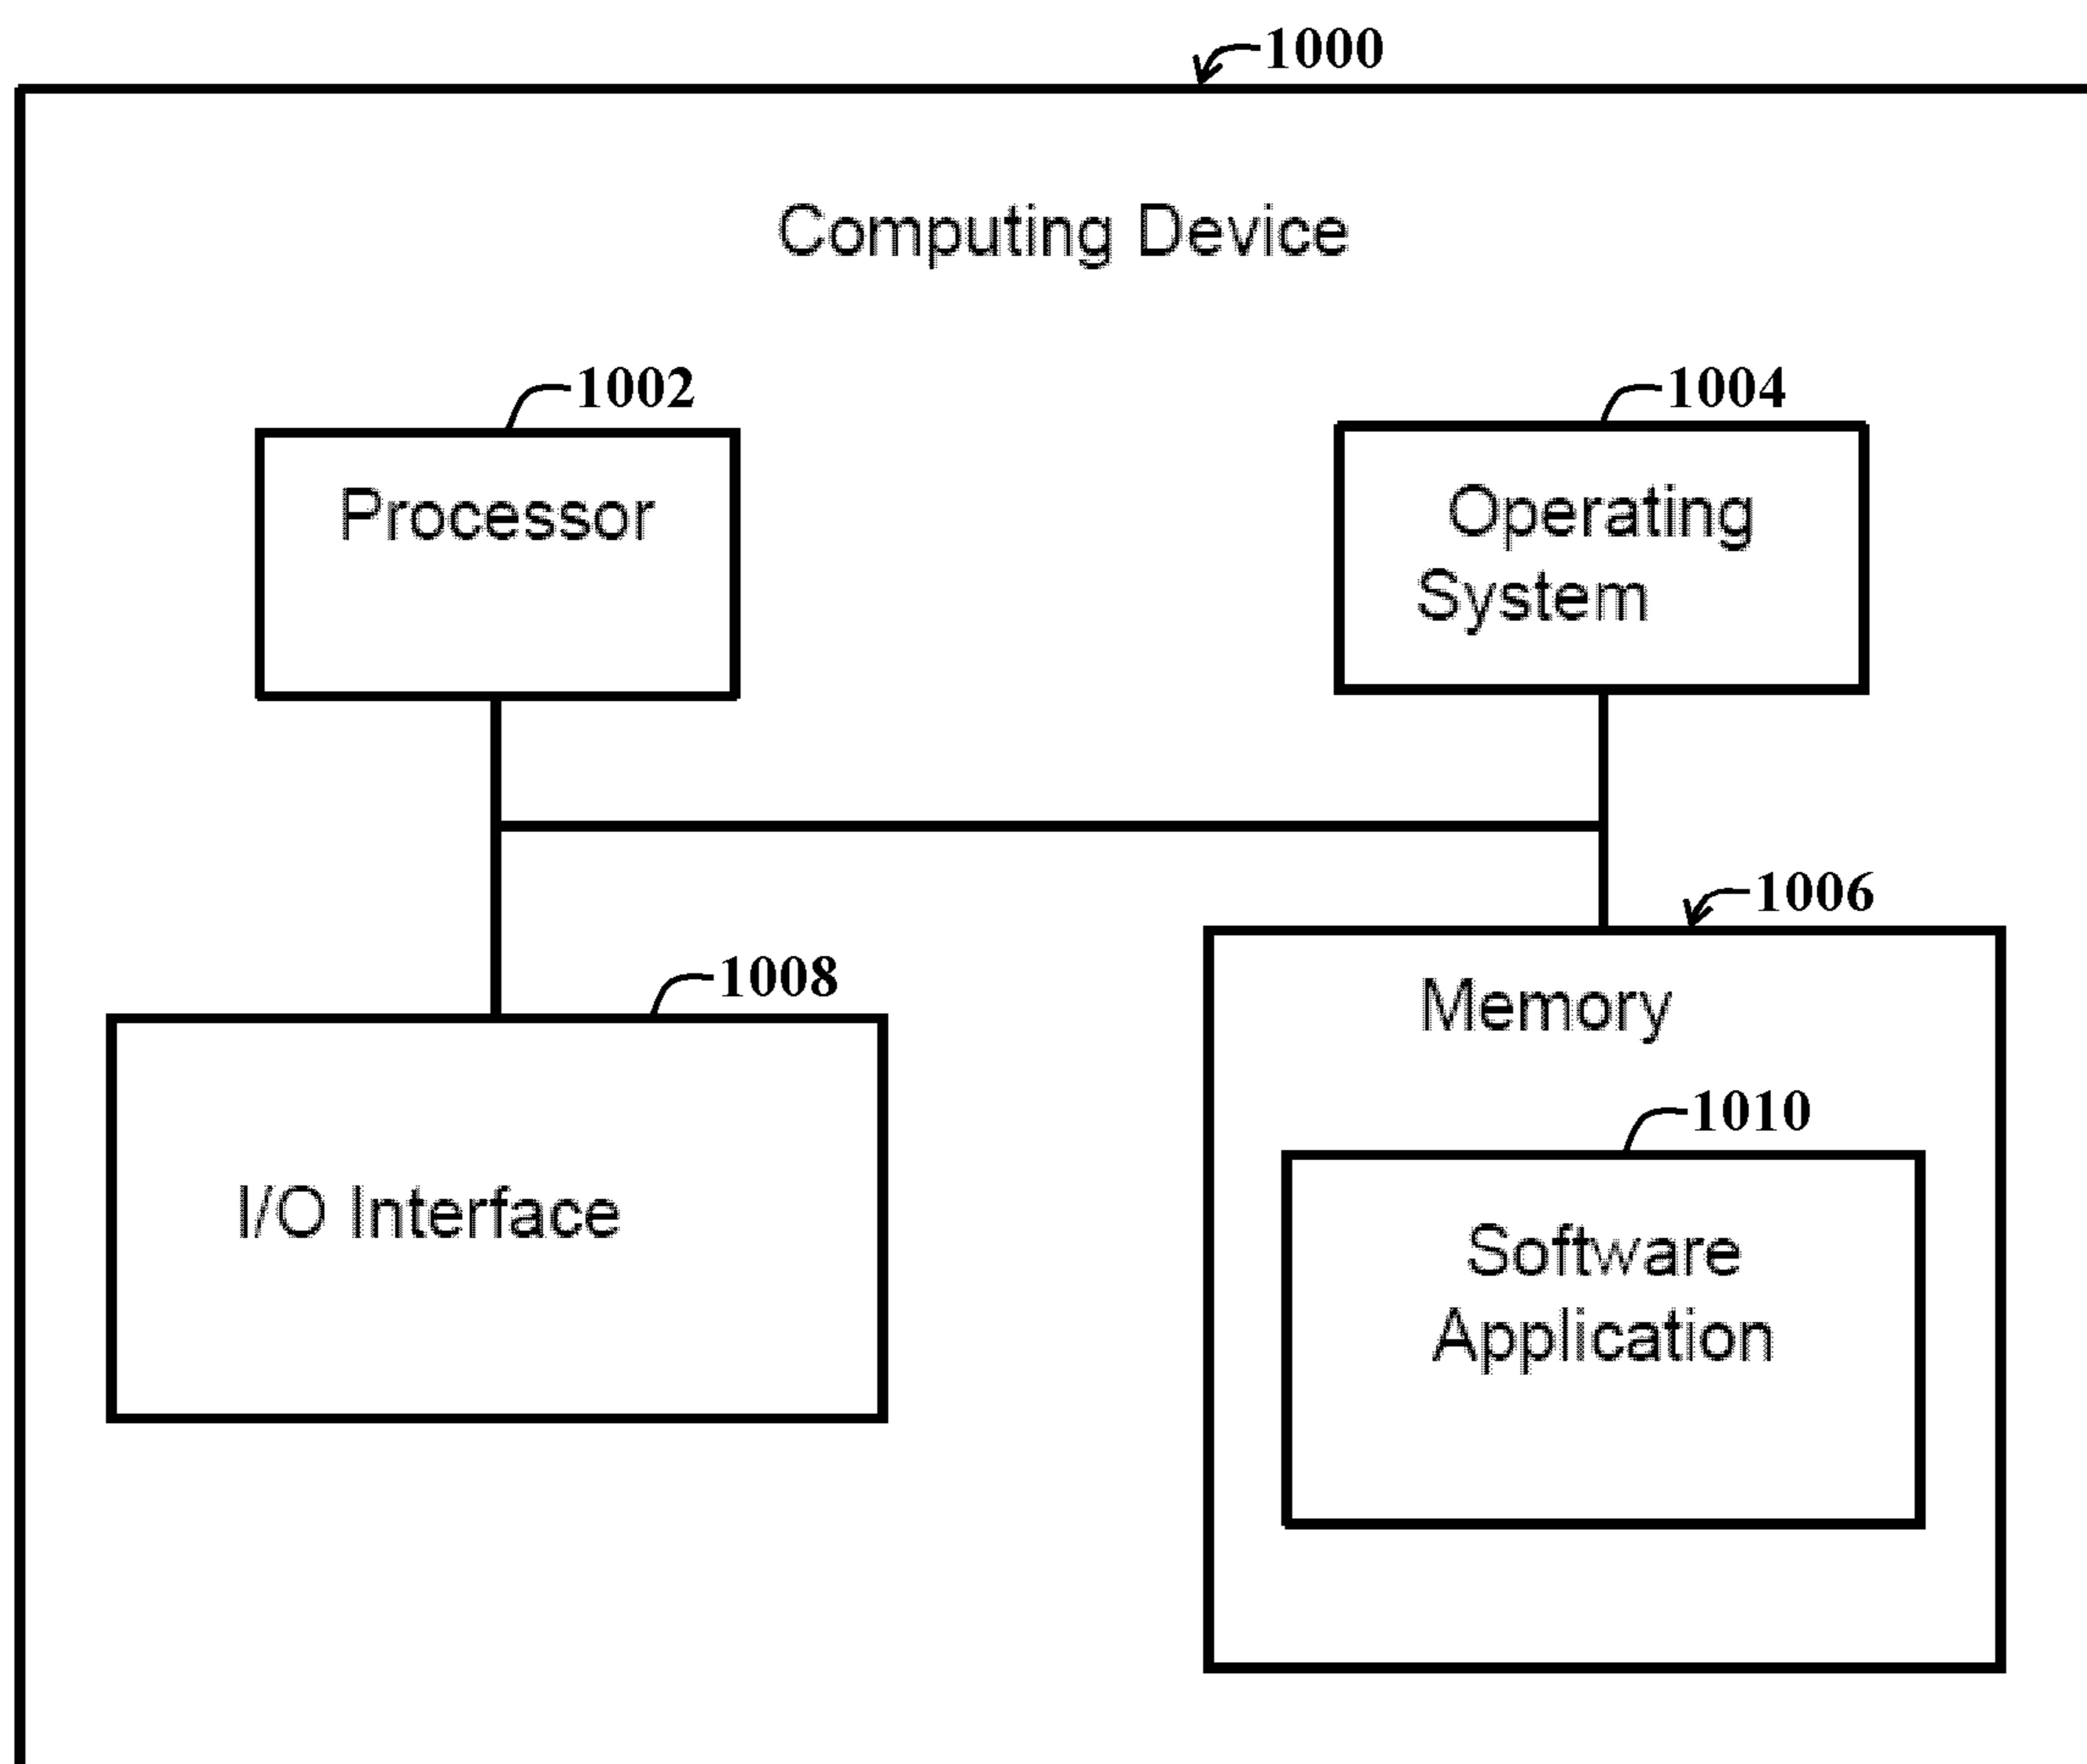 1000
Computing Device
1002
1004
Processor
Operating
System
1006
1008
Memory
1010
I/O Interface
Software
Application